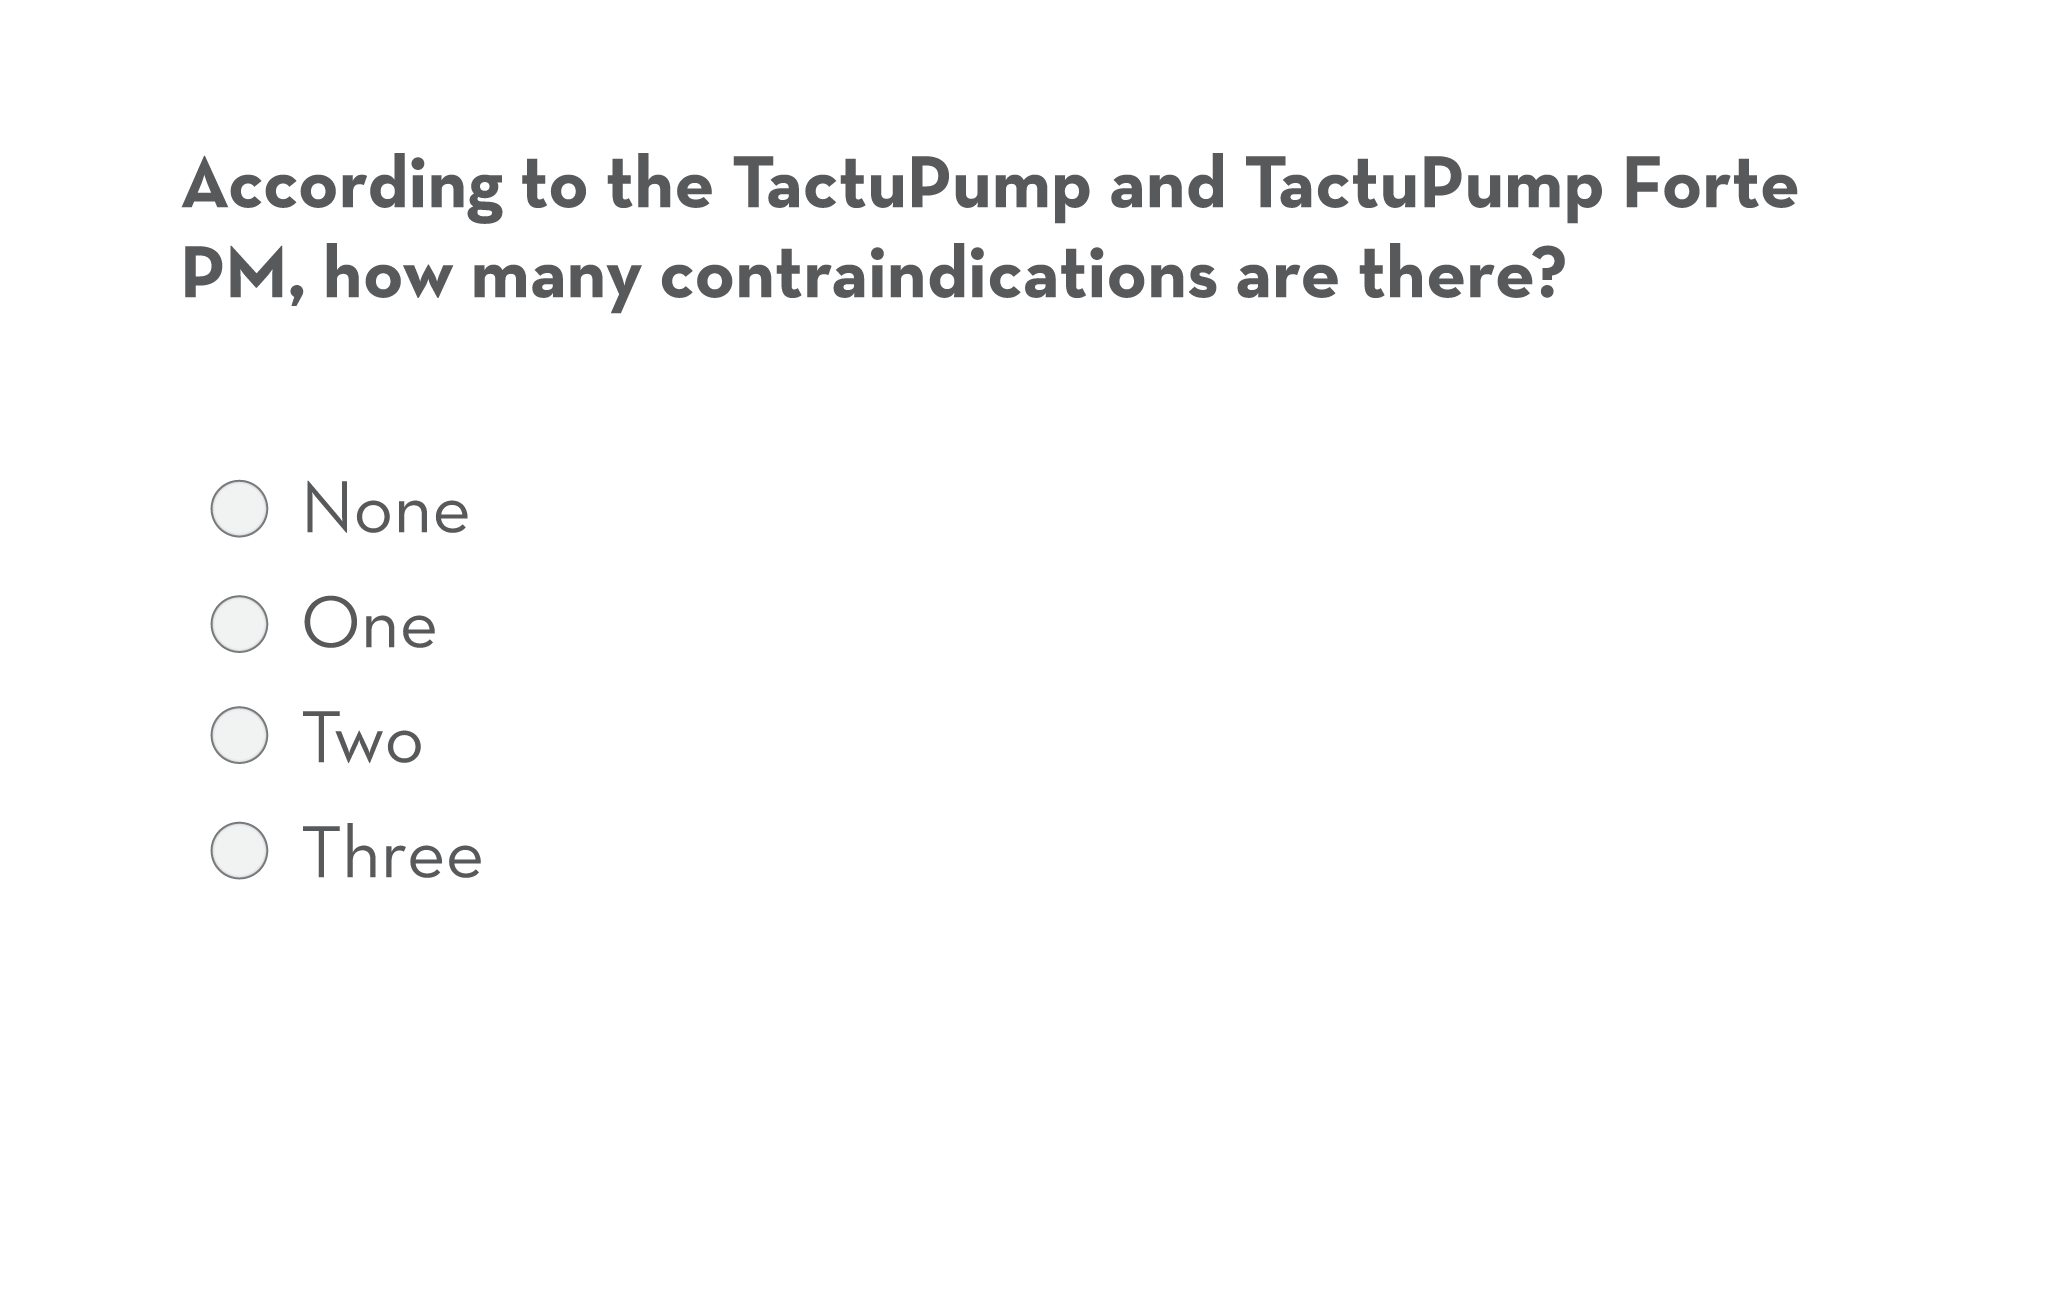 According to the TactuPump and TactuPump Forte
PM, how many contraindications are there?
None
One
Two
Three